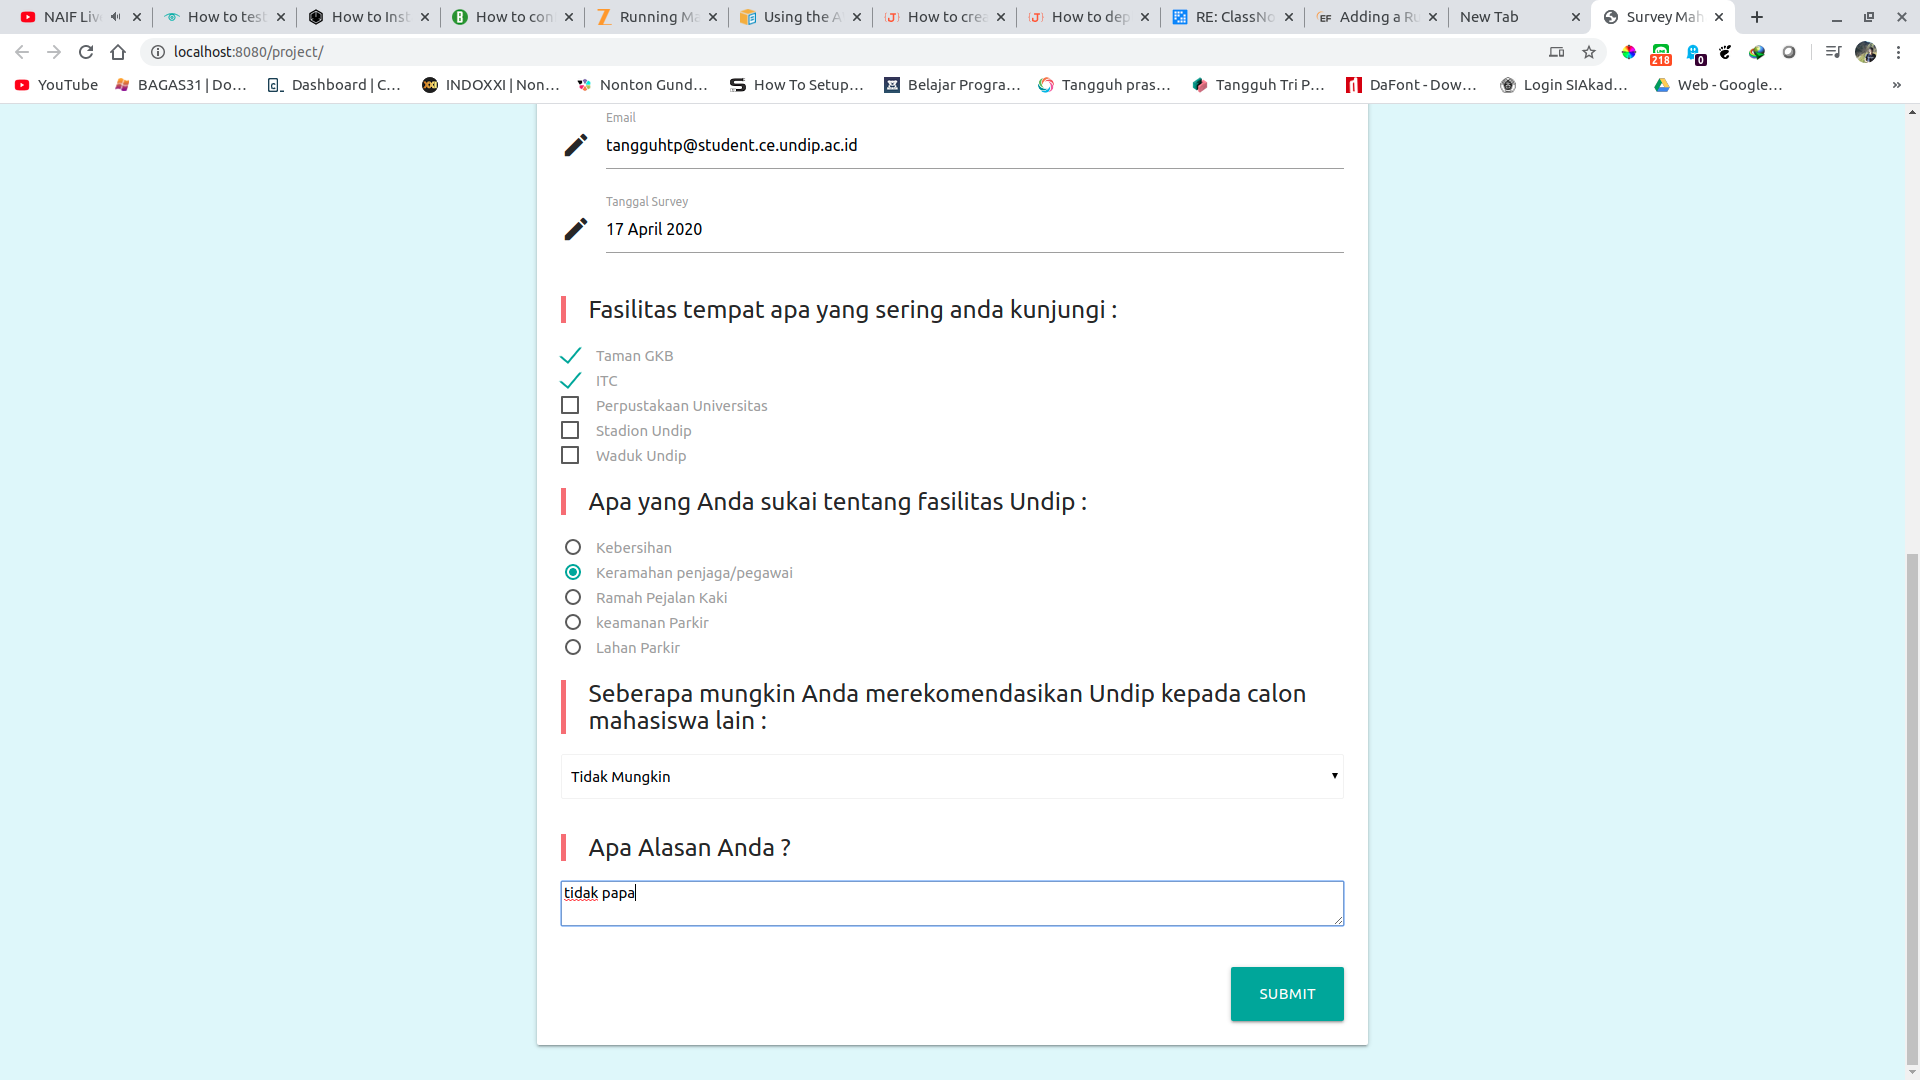 NAIF Liv
How to test
How to Inst
How to con
Running Ma
Using the A
How to crea
How to dep
RE: ClassNo
Adding a Ru
New Tab
Survey Mah
localhost:8080/project/
218
0
YouTube
BAGAS31 | Do...
Dashboard | C...
INDOXXI | Non...
Nonton Gund...
How To Setup...
Belajar Progra...
Tangguh pras...
Tangguh Tri P...
DaFont - Dow...
Login SIAkad...
Web - Google...
»
Email
tangguhtp@student.ce.undip.ac.id
Tanggal Survey
17 April 2020
Fasilitas tempat apa yang sering anda kunjungi :
Taman GKB
ITC
Perpustakaan Universitas
Stadion Undip
Waduk Undip
Apa yang Anda sukai tentang fasilitas Undip :
Kebersihan
Keramahan penjaga/pegawai
Ramah Pejalan Kaki
keamanan Parkir
Lahan Parkir
Seberapa mungkin Anda merekomendasikan Undip kepada calon
mahasiswa lain :
Tidak Mungkin
Apa Alasan Anda ?
tidak papa
SUBMIT